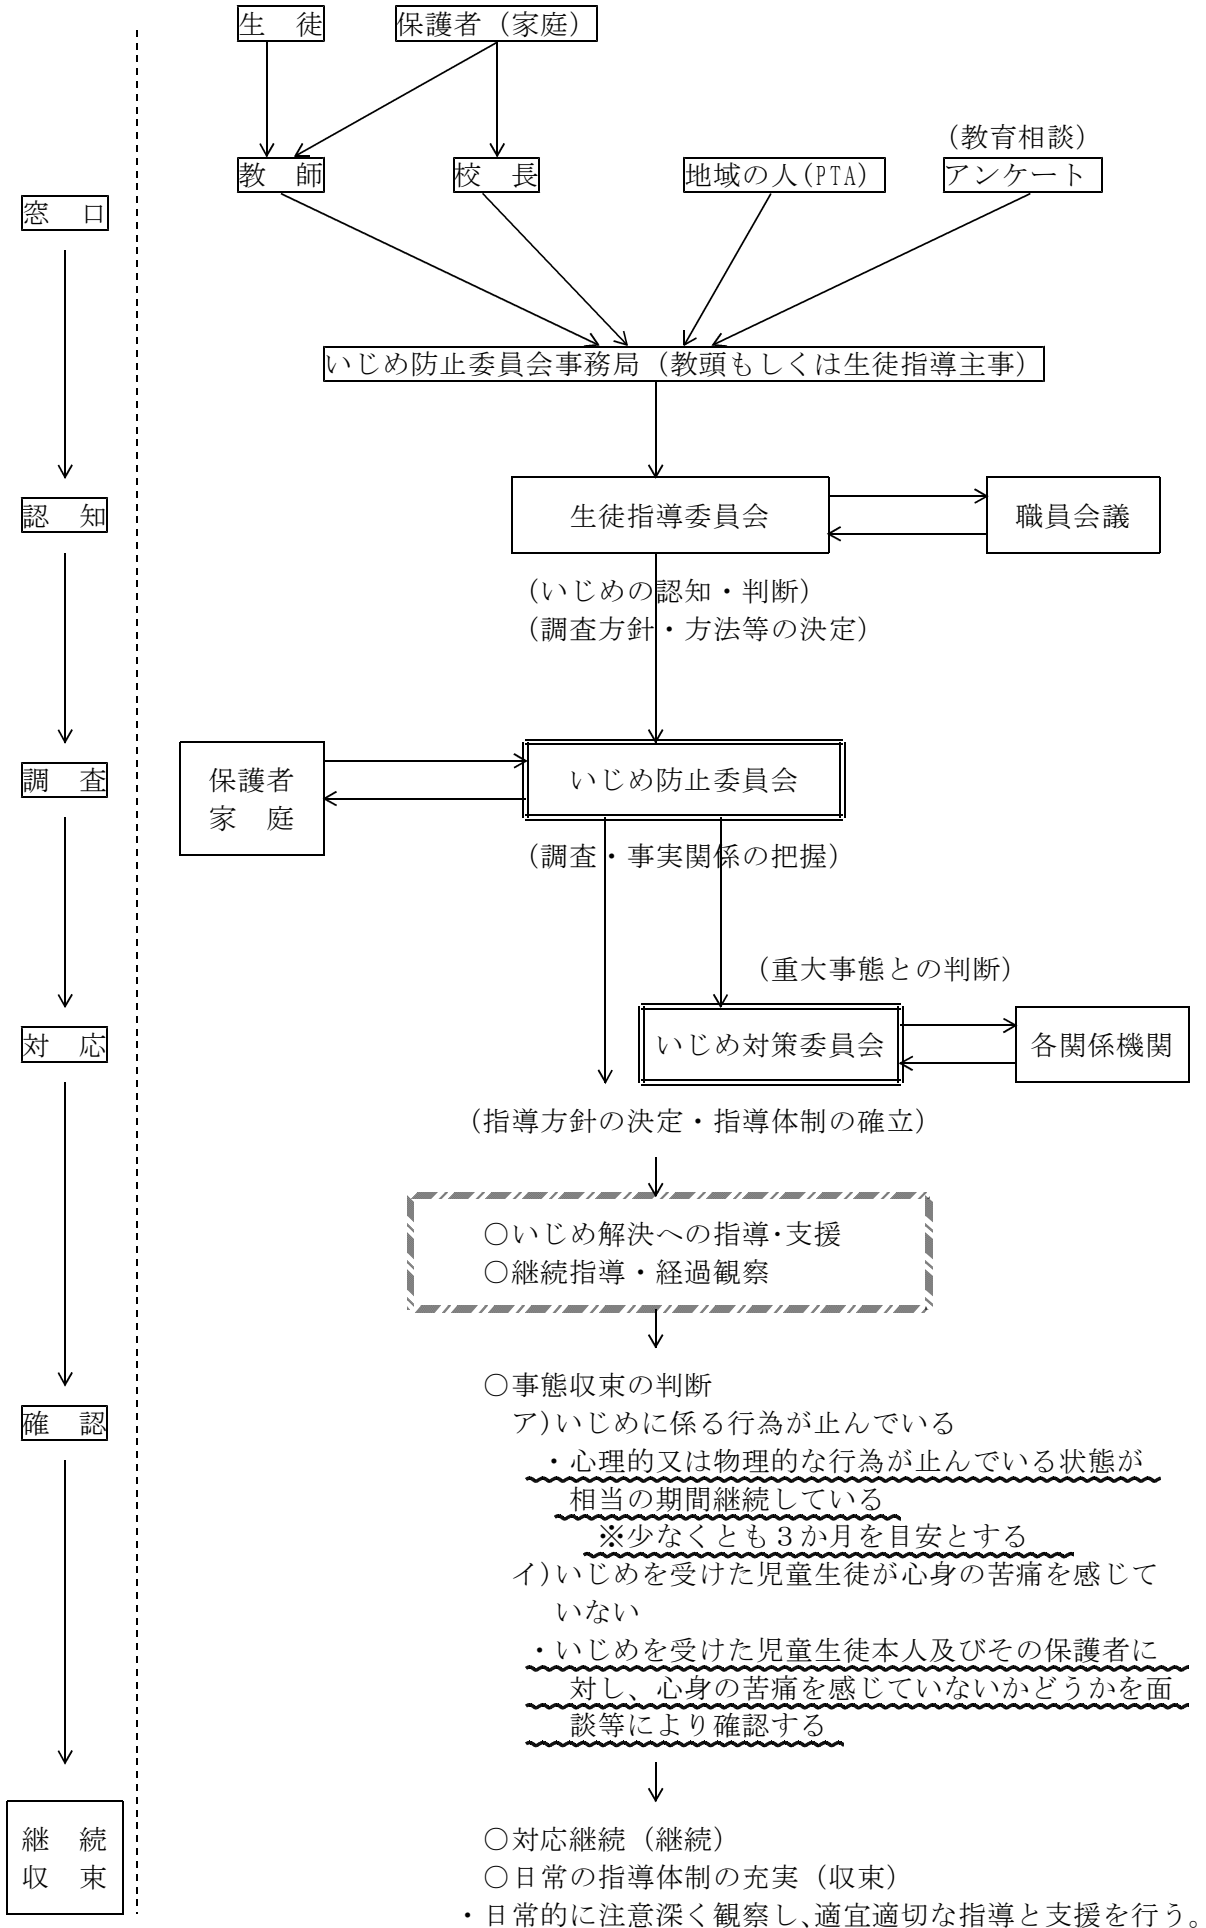 生　徒
保護者（家庭）
（教育相談）
教　師
校　長
地域の人(PTA)
アンケート
窓　口
いじめ防止委員会事務局（教頭もしくは生徒指導主事）
認　知
生徒指導委員会
職員会議
（いじめの認知・判断）
（調査方針・方法等の決定）
調　査
保護者
家　庭
いじめ防止委員会
（調査・事実関係の把握）
（重大事態との判断）
対　応
いじめ対策委員会
各関係機関
（指導方針の決定・指導体制の確立）
○いじめ解決への指導･支援
○継続指導・経過観察
確　認
○事態収束の判断
ア）いじめに係る行為が止んでいる
・心理的又は物理的な行為が止んでいる状態が
相当の期間継続している
※少なくとも３か月を目安とする
イ）いじめを受けた児童生徒が心身の苦痛を感じて
いない
・いじめを受けた児童生徒本人及びその保護者に
対し、心身の苦痛を感じていないかどうかを面
談等により確認する
継　続
収　束
○対応継続（継続）
○日常の指導体制の充実（収束）
・日常的に注意深く観察し､適宜適切な指導と支援を行う。